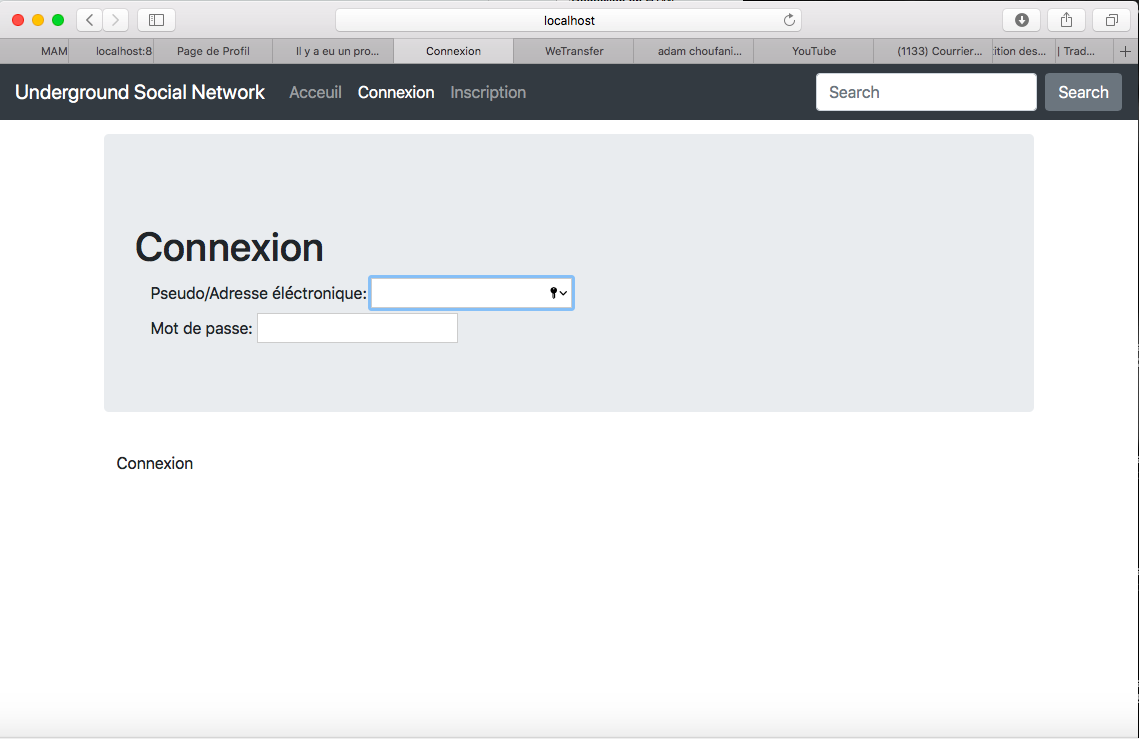 localhost
MAM localhost:8 Page de Profil Il y a eu un pro... Connexion WeTransfer adam choufani... YouTube (1133) Courrier... ition des... | Trad... +
Underground Social Network Acceuil Connexion Inscription Search Search
Connexion
Pseudo/Adresse éléctronique:
Mot de passe:
Connexion